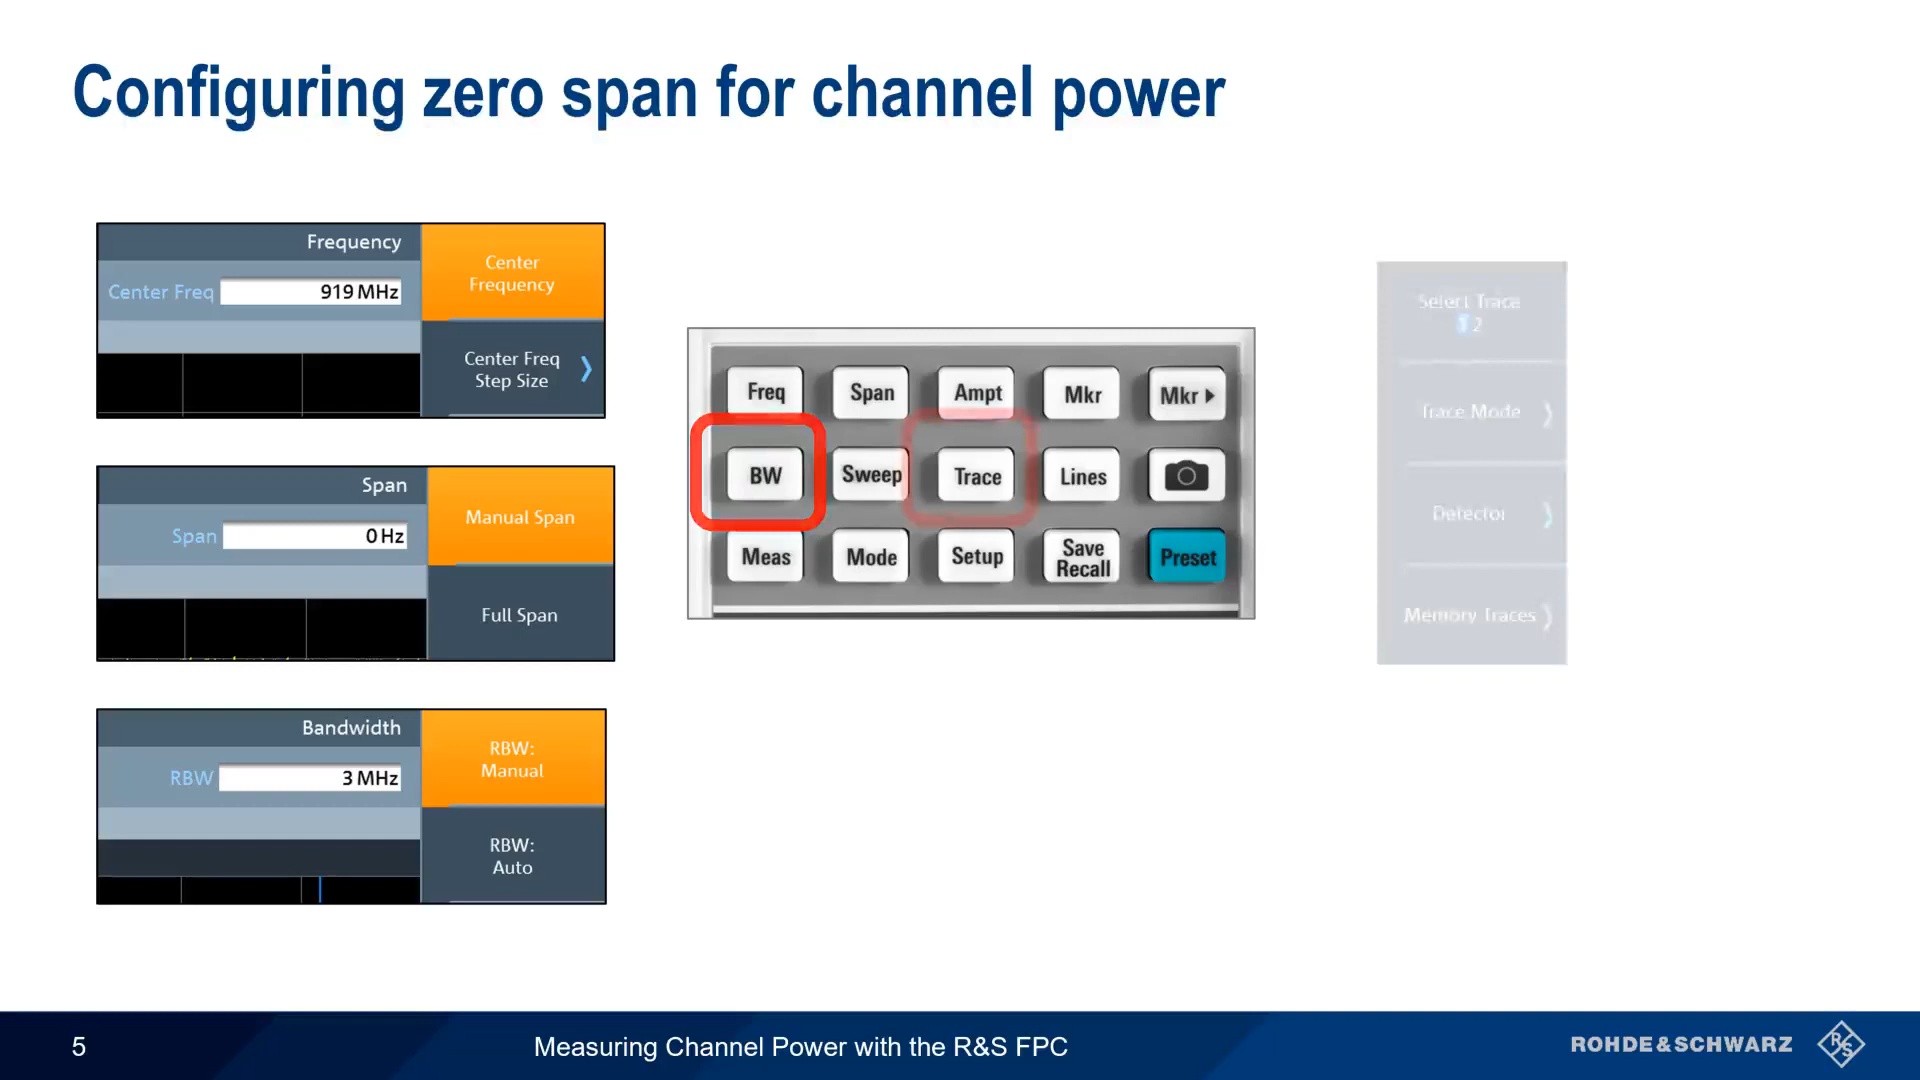 Configuring zero span for channel power
Frequency
Center Freq 919 MHz
Center
Frequency
Center Freq
Step Size
Span
Span 0 Hz
Manual Span
Full Span
Bandwidth
RBW 3 MHz
RBW:
Manual
RBW:
Auto
Freq Span Ampt Mkr Mkr
BW Sweep Trace Lines
Meas Mode Setup Save Recall Preset
Select Trace
1 2
Trace Mode
Detector
Memory Traces
5
Measuring Channel Power with the R&S FPC
ROHDE & SCHWARZ
R S